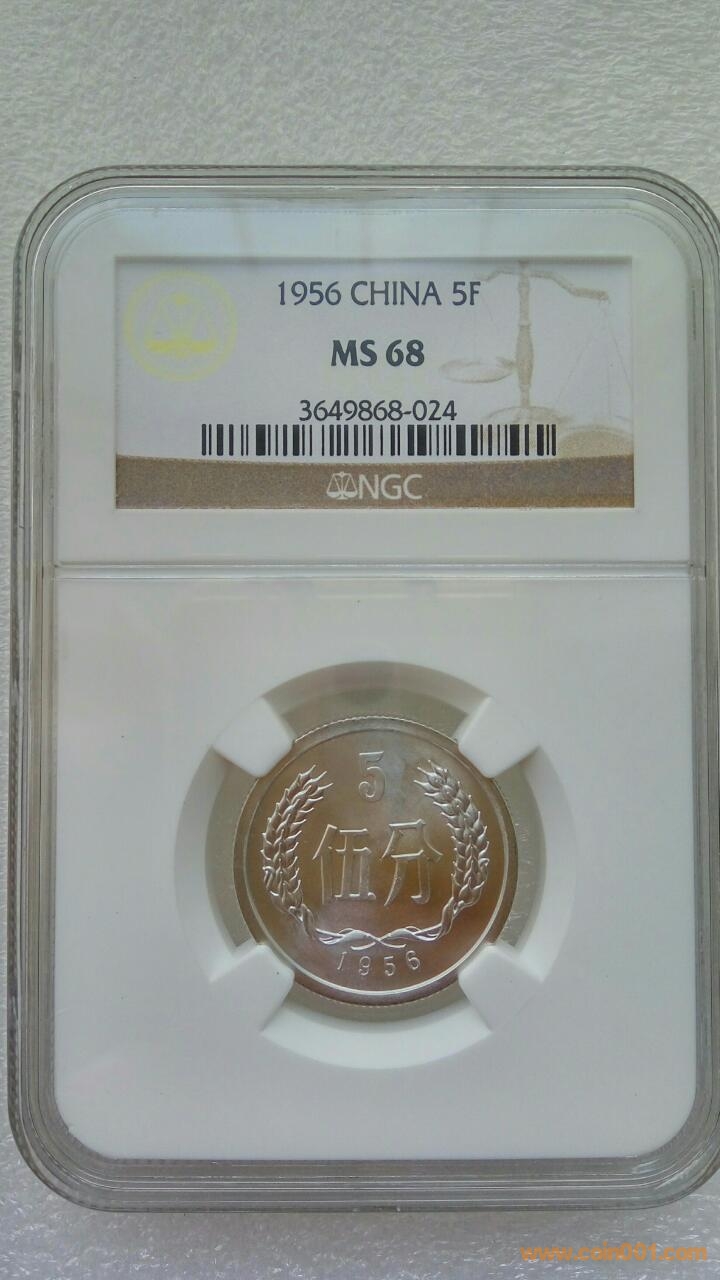 1956 CHINA 5F
MS 68
3649868-024
NGC
5
伍分
1956
www.coin001.com